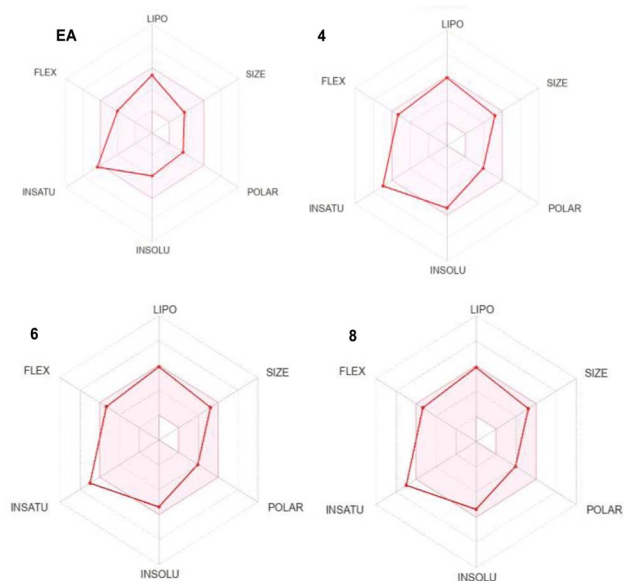 EA
LIPO
FLEX
SIZE
INSATU
POLAR
INSOLU
4
LIPO
FLEX
SIZE
INSATU
POLAR
INSOLU
6
LIPO
FLEX
SIZE
INSATU
POLAR
INSOLU
8
LIPO
FLEX
SIZE
INSATU
POLAR
INSOLU